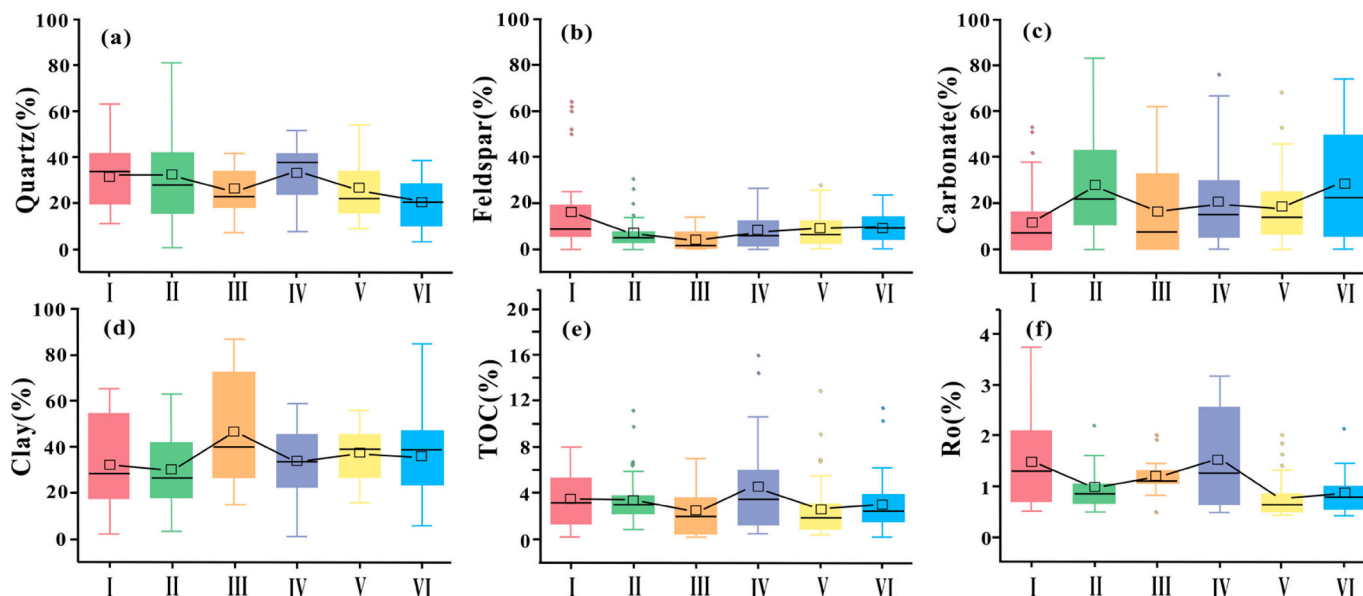 (a)
Quartz(%)
100
80
60
40
20
0
I II III IV V VI
(b)
Feldspar(%)
100
80
60
40
20
0
I II III IV V VI
(c)
Carbonate(%)
100
80
60
40
20
0
I II III IV V VI
(d)
Clay(%)
100
80
60
40
20
0
I II III IV V VI
(e)
TOC(%)
20
16
12
8
4
0
I II III IV V VI
(f)
Ro(%)
4
3
2
1
0
I II III IV V VI